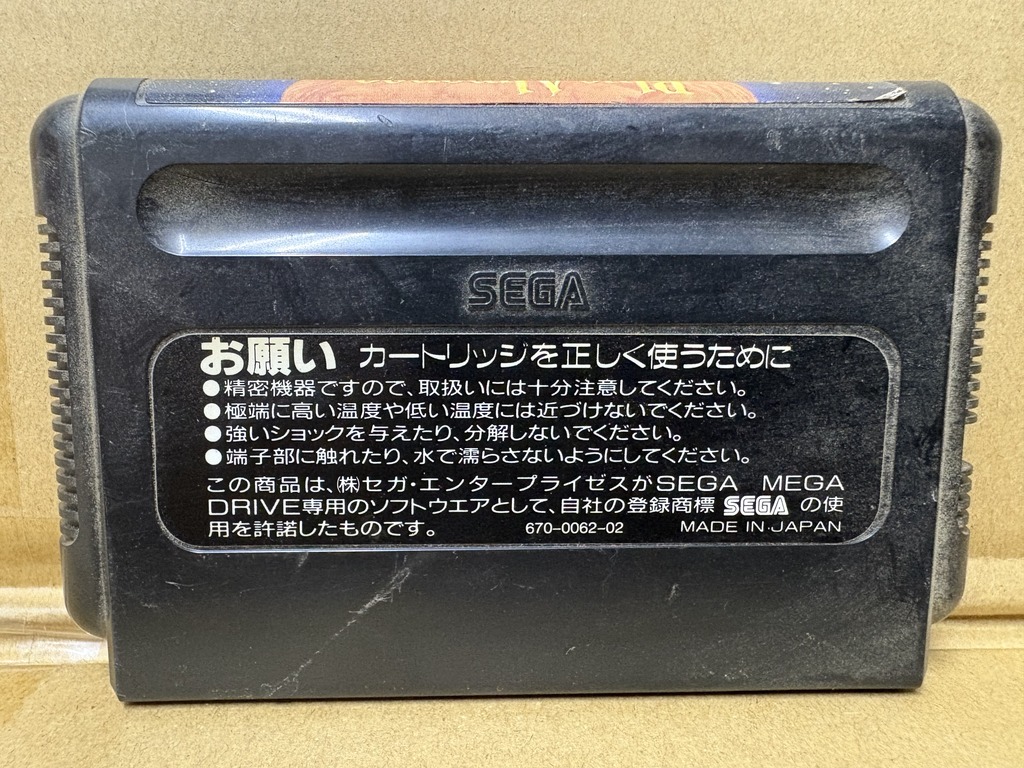 SEGA
お願い カートリッジを正しく使うために
●精密機器ですので、取扱いには十分注意してください。
●極端に高い温度や低い温度には近づけないでください。
●強いショックを与えたり、分解しないでください。
●端子部に触れたり、水で濡らさないようにしてください。
この商品は、㈱セガ・エンタープライゼスがSEGA MEGA
DRIVE専用のソフトウエアとして、自社の登録商標 SEGA の使
用を許諾したものです。 670-0062-02 MADE IN JAPAN